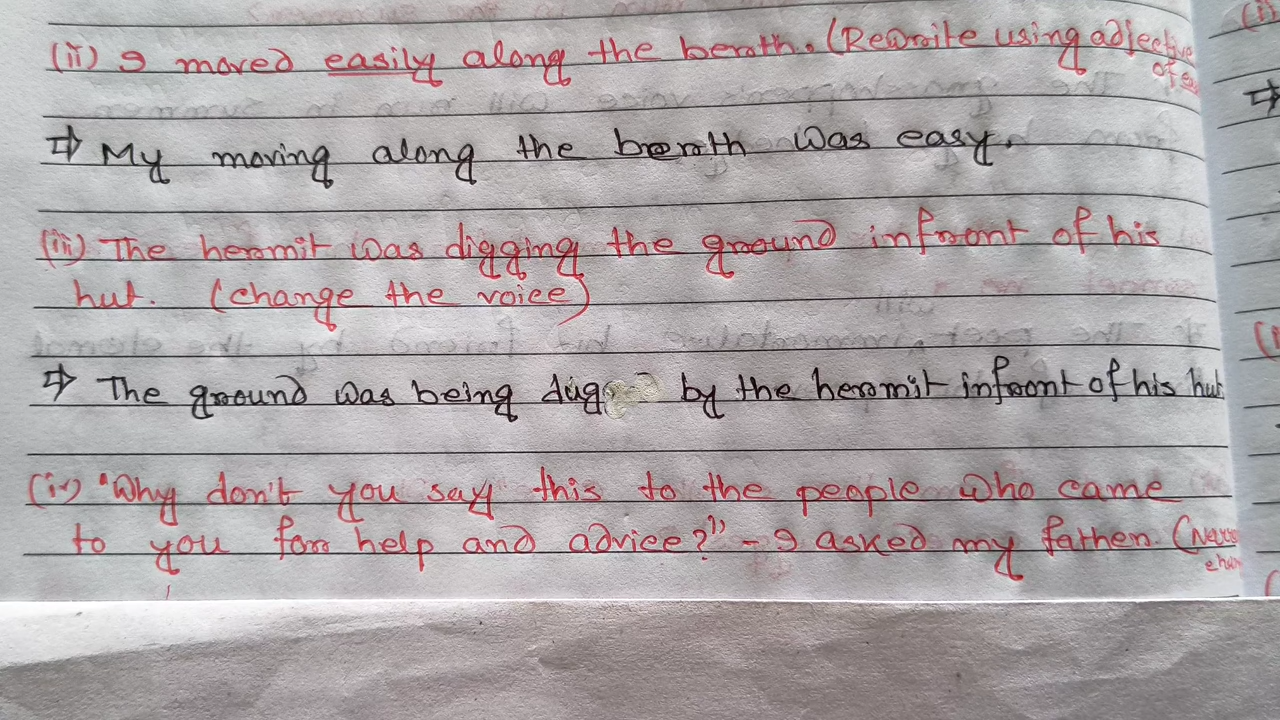 (ii) I moved easily along the berth. (Rewrite using adjective
of
⇒ My moving along the berth was easy.
(iii) The hermit was digging the ground infront of his
hut. (change the voice)
⇒ The ground was being dug by the hermit infront of his hut
(iv) "Why don't you say this to the people who came
to you for help and advice?" - I asked my father. (